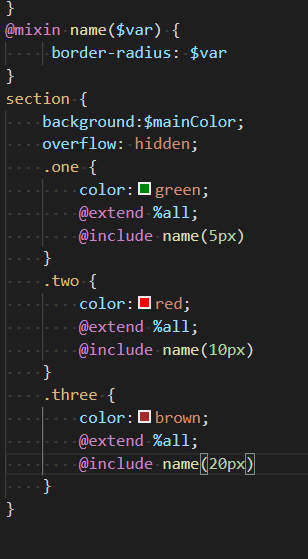 }
@mixin name($var) {
border-radius: $var
}
section {
background:$mainColor;
overflow: hidden;
.one {
color:green;
@extend %all;
@include name(5px)
}
.two {
color:red;
@extend %all;
@include name(10px)
}
.three {
color:brown;
@extend %all;
@include name(20px)
}
}